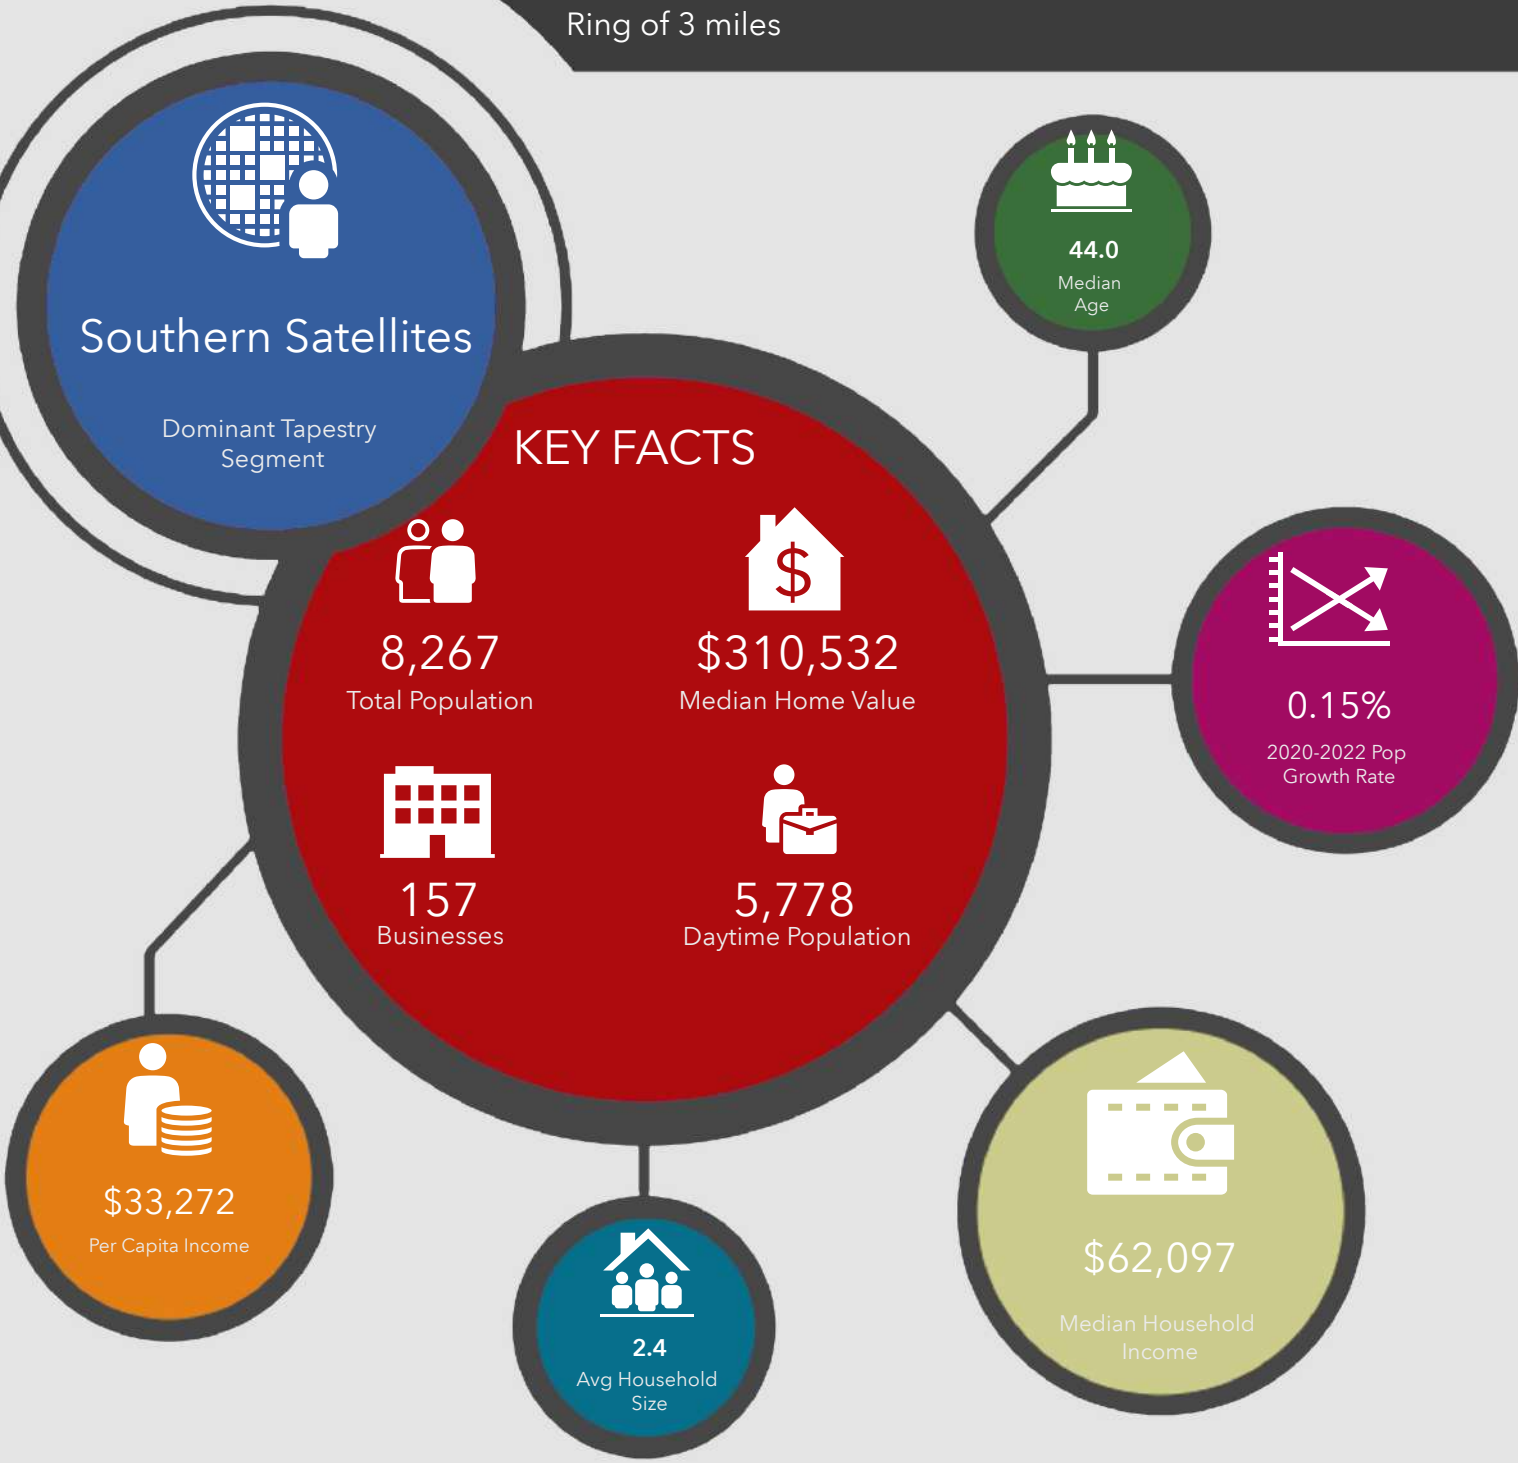 Ring of 3 miles
Southern Satellites
Dominant Tapestry
Segment
44.0
Median
Age
KEY FACTS
8,267
Total Population
$310,532
Median Home Value
157
Businesses
5,778
Daytime Population
0.15%
2020-2022 Pop
Growth Rate
$33,272
Per Capita Income
2.4
Avg Household
Size
$62,097
Median Household
Income